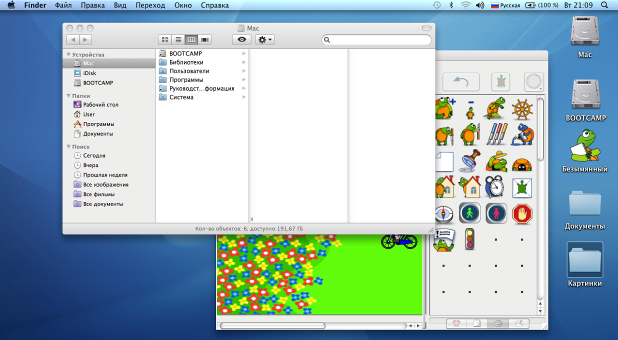 Finder Файл Правка Вид Переход Окно Справка Русская (100 %) Вт 21:09
Mac
Устройства
Mac
iDisk
BOOTCAMP
Папки
Рабочий стол
User
Программы
Документы
Поиск
Сегодня
Вчера
Прошлая неделя
Все изображения
Все фильмы
Все документы
BOOTCAMP
Библиотеки
Пользователи
Программы
Руководст...формация
Система
Кол-во объектов: 6; доступно 191,67 ГБ
Mac
BOOTCAMP
Безымянный
Документы
Картинки